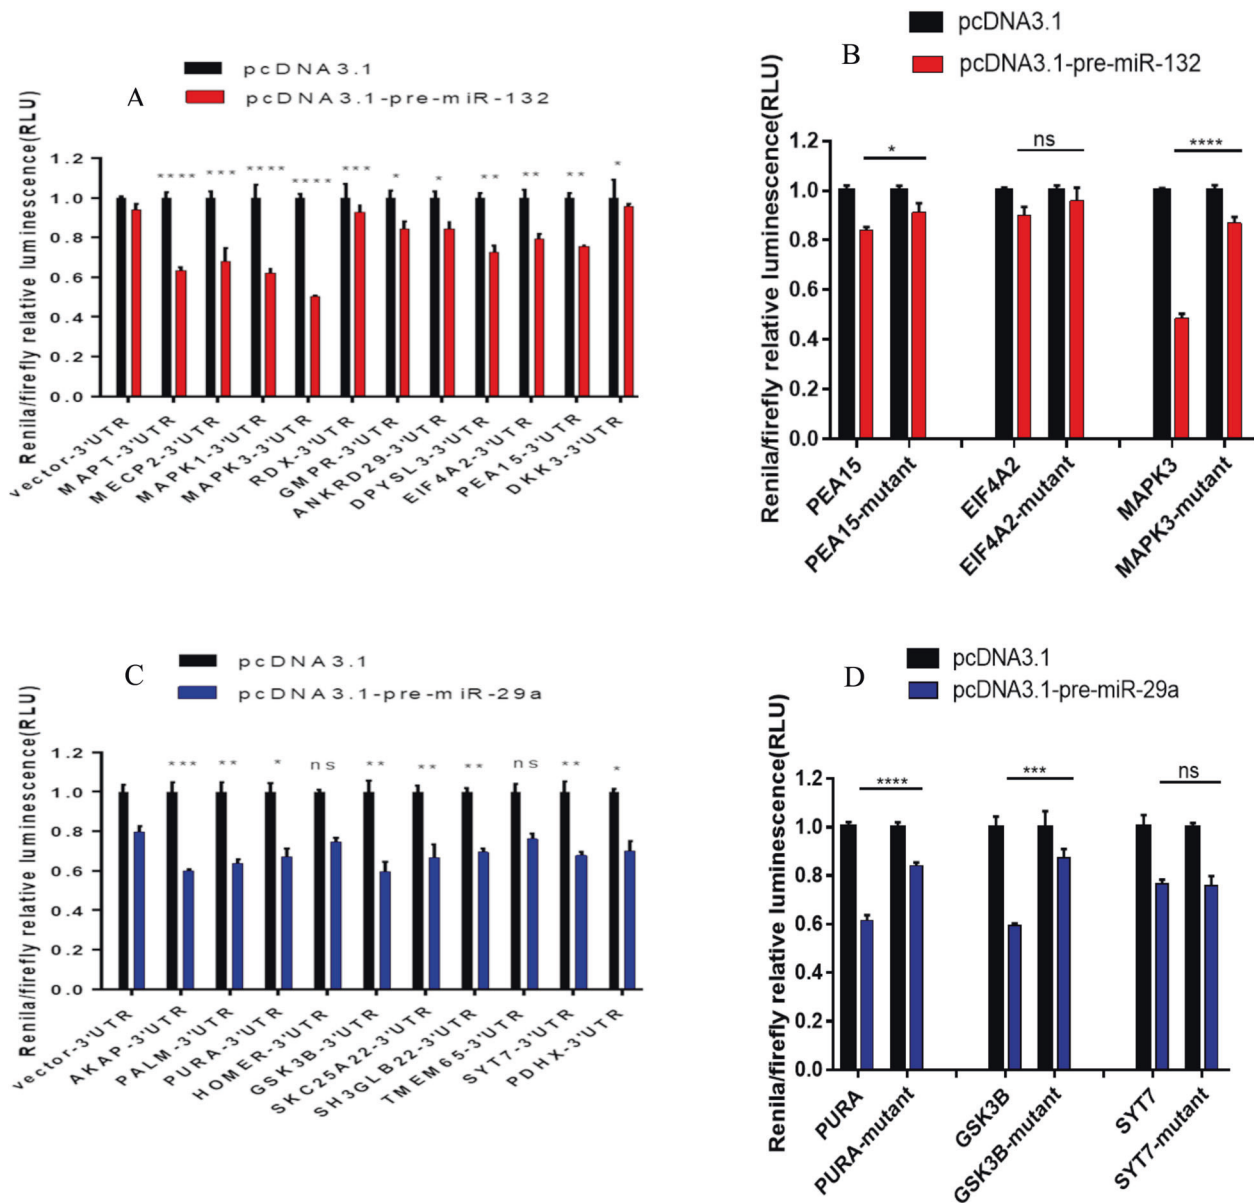 A
pcDNA3.1
pcDNA3.1-pre-miR-132
Renila/firefly relative luminescence(RLU)
1.2
1.0
0.8
0.6
0.4
0.2
0.0
****
***
****
****
***
*
*
**
**
**
*
vector-3'UTR
MAPT-3'UTR
MECP2-3'UTR
MAPK1-3'UTR
MAPK3-3'UTR
RDX-3'UTR
GMPR-3'UTR
ANKRD29-3'UTR
DPYSL3-3'UTR
EIF4A2-3'UTR
PEA15-3'UTR
DKK3-3'UTR
B
pcDNA3.1
pcDNA3.1-pre-miR-132
Renila/firefly relative luminescence(RLU)
1.2
1.0
0.8
0.6
0.4
0.2
0.0
*
ns
****
PEA15
PEA15-mutant
EIF4A2
EIF4A2-mutant
MAPK3
MAPK3-mutant
C
pcDNA3.1
pcDNA3.1-pre-miR-29a
Renila/firefly relative luminescence(RLU)
1.2
1.0
0.8
0.6
0.4
0.2
0.0
***
**
*
ns
**
**
**
ns
**
*
vector-3'UTR
AKAP-3'UTR
PALM-3'UTR
PURA-3'UTR
HOMER-3'UTR
GSK3B-3'UTR
SKC25A22-3'UTR
SH3GLB22-3'UTR
TMEM65-3'UTR
SYT7-3'UTR
PDHX-3'UTR
D
pcDNA3.1
pcDNA3.1-pre-miR-29a
Renila/firefly relative luminescence(RLU)
1.2
1.0
0.8
0.6
0.4
0.2
0.0
****
***
ns
PURA
PURA-mutant
GSK3B
GSK3B-mutant
SYT7
SYT7-mutant